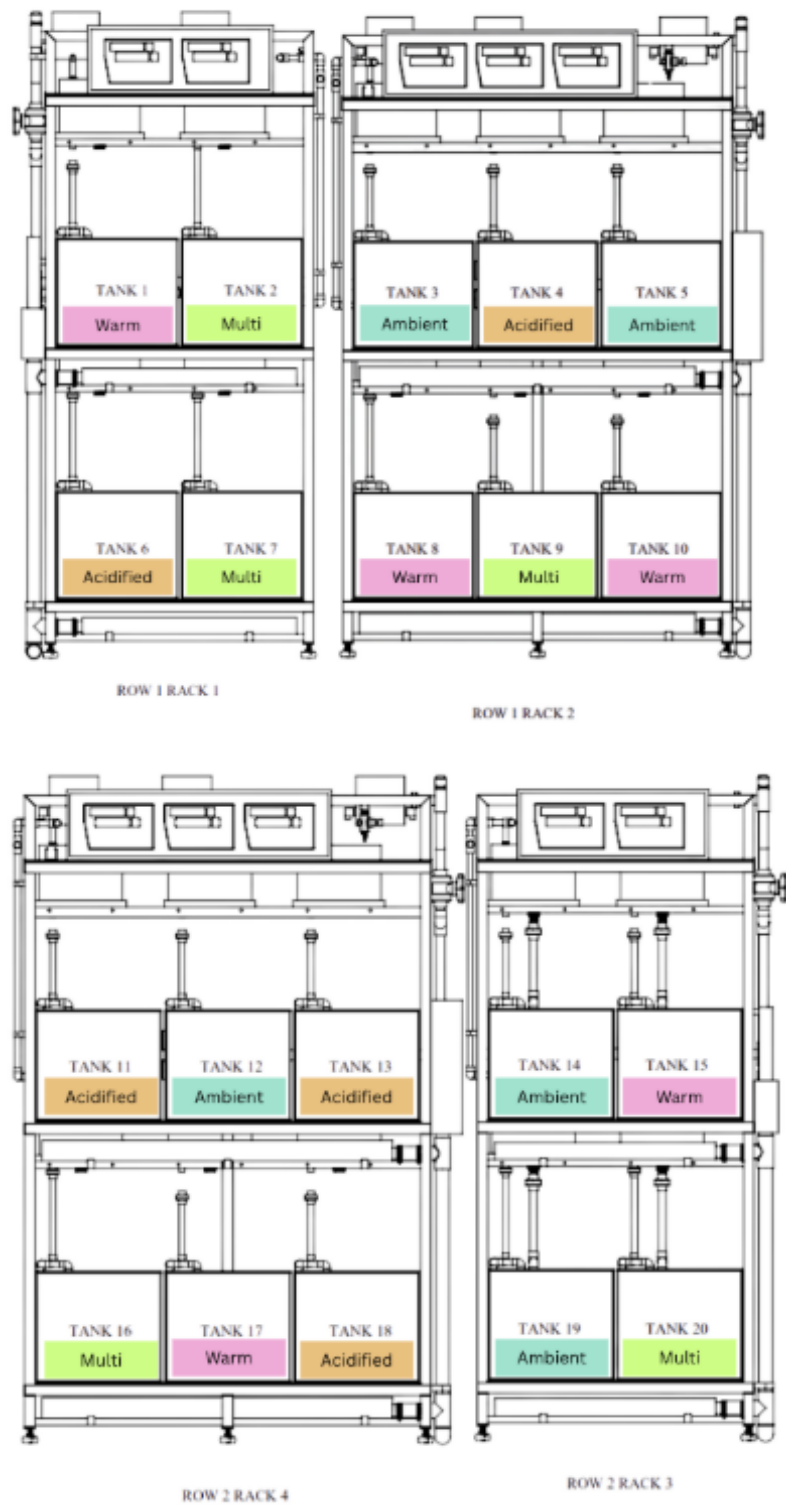 TANK 1 TANK 2
Warm Multi
TANK 3 TANK 4 TANK 5
Ambient Acidified Ambient
TANK 6 TANK 7
Acidified Multi
TANK 8 TANK 9 TANK 10
Warm Multi Warm
ROW 1 RACK 1
ROW 1 RACK 2
TANK 11 TANK 12 TANK 13
Acidified Ambient Acidified
TANK 14 TANK 15
Ambient Warm
TANK 16 TANK 17 TANK 18
Multi Warm Acidified
TANK 19 TANK 20
Ambient Multi
ROW 2 RACK 4
ROW 2 RACK 3